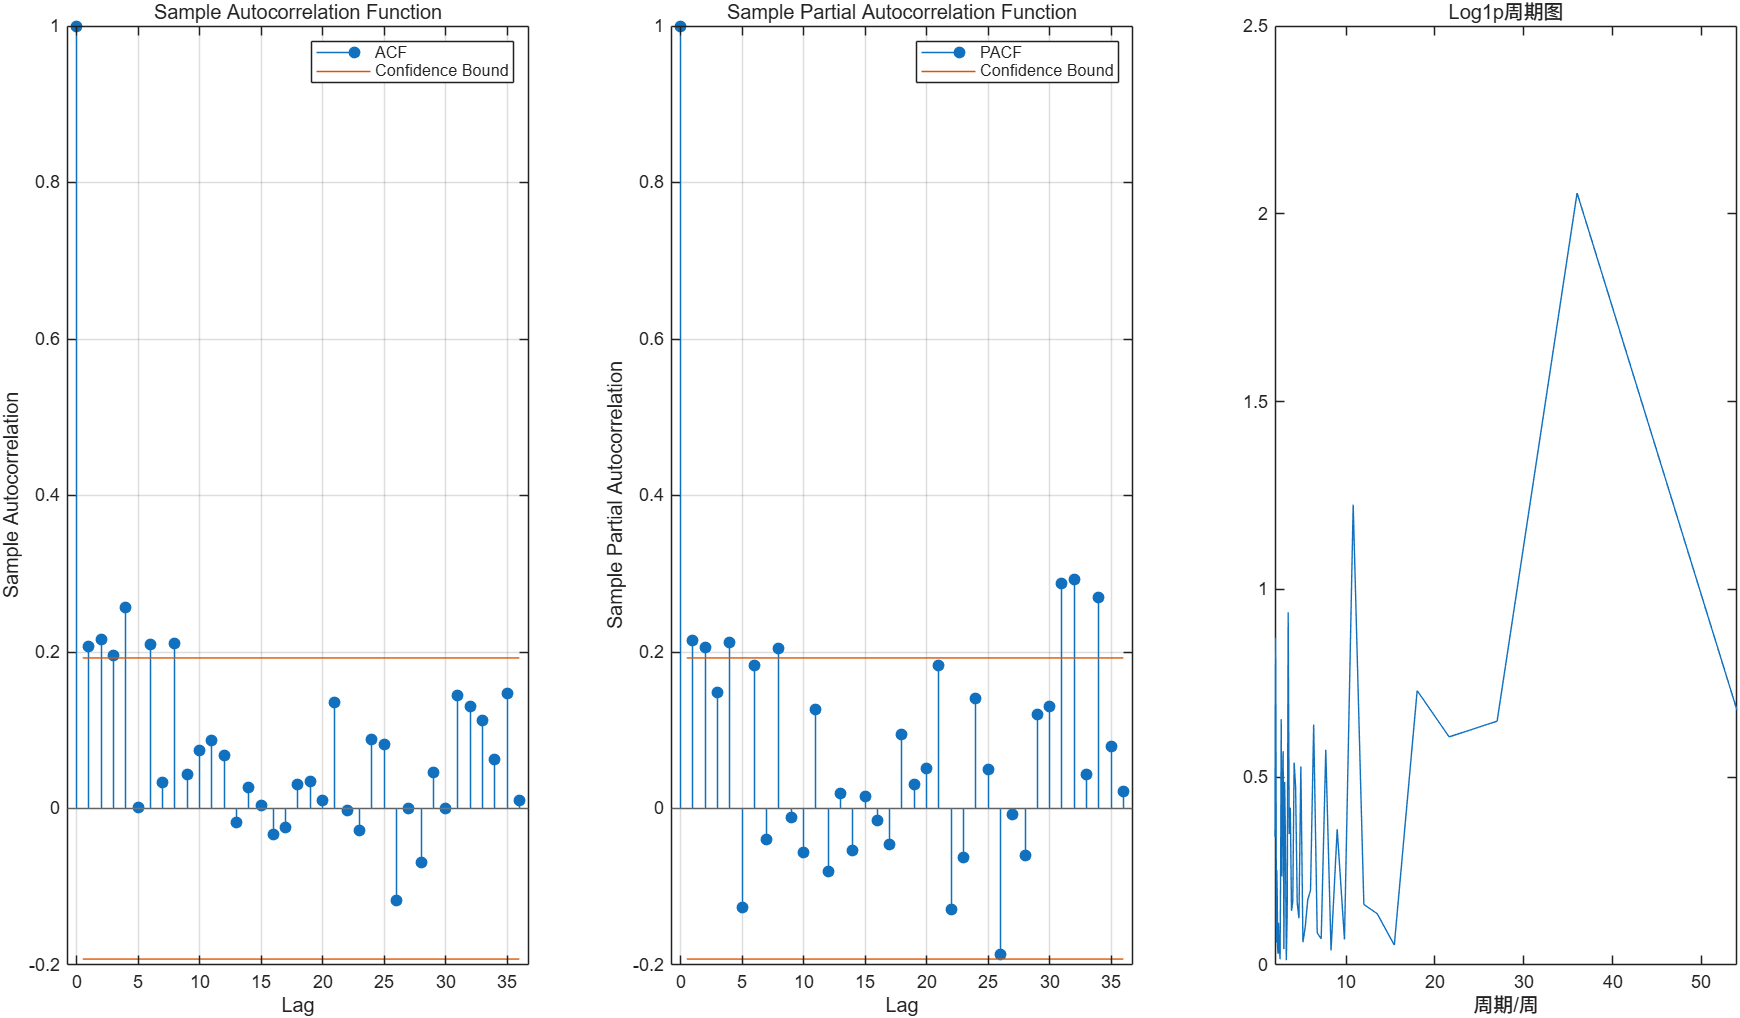 Sample Autocorrelation Function
ACF
Confidence Bound
1
0.8
0.6
0.4
0.2
0
-0.2
Sample Autocorrelation
0 5 10 15 20 25 30 35
Lag
Sample Partial Autocorrelation Function
PACF
Confidence Bound
1
0.8
0.6
0.4
0.2
0
-0.2
Sample Partial Autocorrelation
0 5 10 15 20 25 30 35
Lag
Log1p周期图
2.5
2
1.5
1
0.5
0
10 20 30 40 50
周期/周